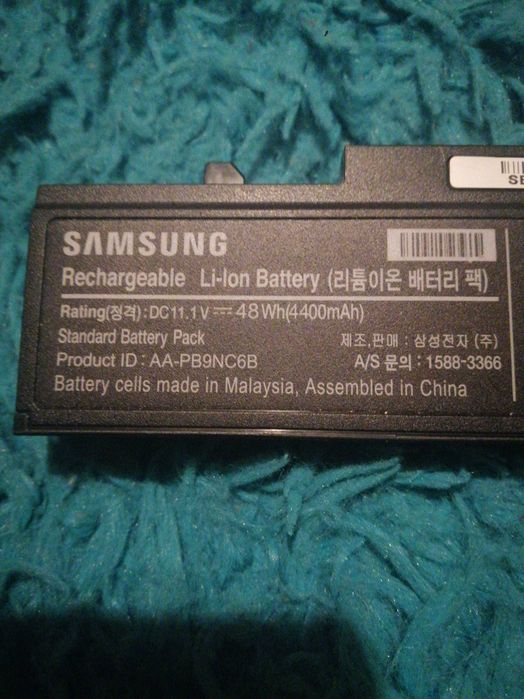 SAMSUNG
Rechargeable Li-Ion Battery (리튬이온 배터리 팩)
Rating(정격):DC11.1V ⎓ 48Wh(4400mAh)
Standard Battery Pack
제조,판매 : 삼성전자 (주)
Product ID : AA-PB9NC6B
A/S 문의 : 1588-3366
Battery cells made in Malaysia, Assembled in China